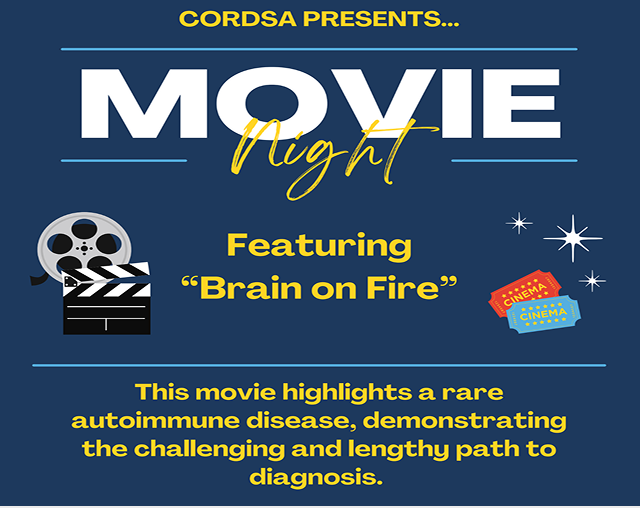 CORDSA PRESENTS...
MOVIE
Night
Featuring
“Brain on Fire”
CINEMA
CINEMA
This movie highlights a rare
autoimmune disease, demonstrating
the challenging and lengthy path to
diagnosis.